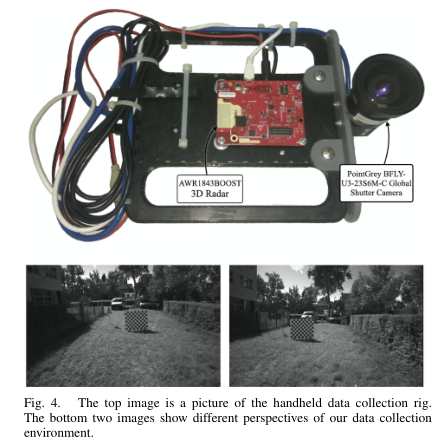 AWR1843BOOST
3D Radar
PointGrey BFLY-
U3-23S6M-C Global
Shutter Camera
Fig. 4. The top image is a picture of the handheld data collection rig.
The bottom two images show different perspectives of our data collection
environment.